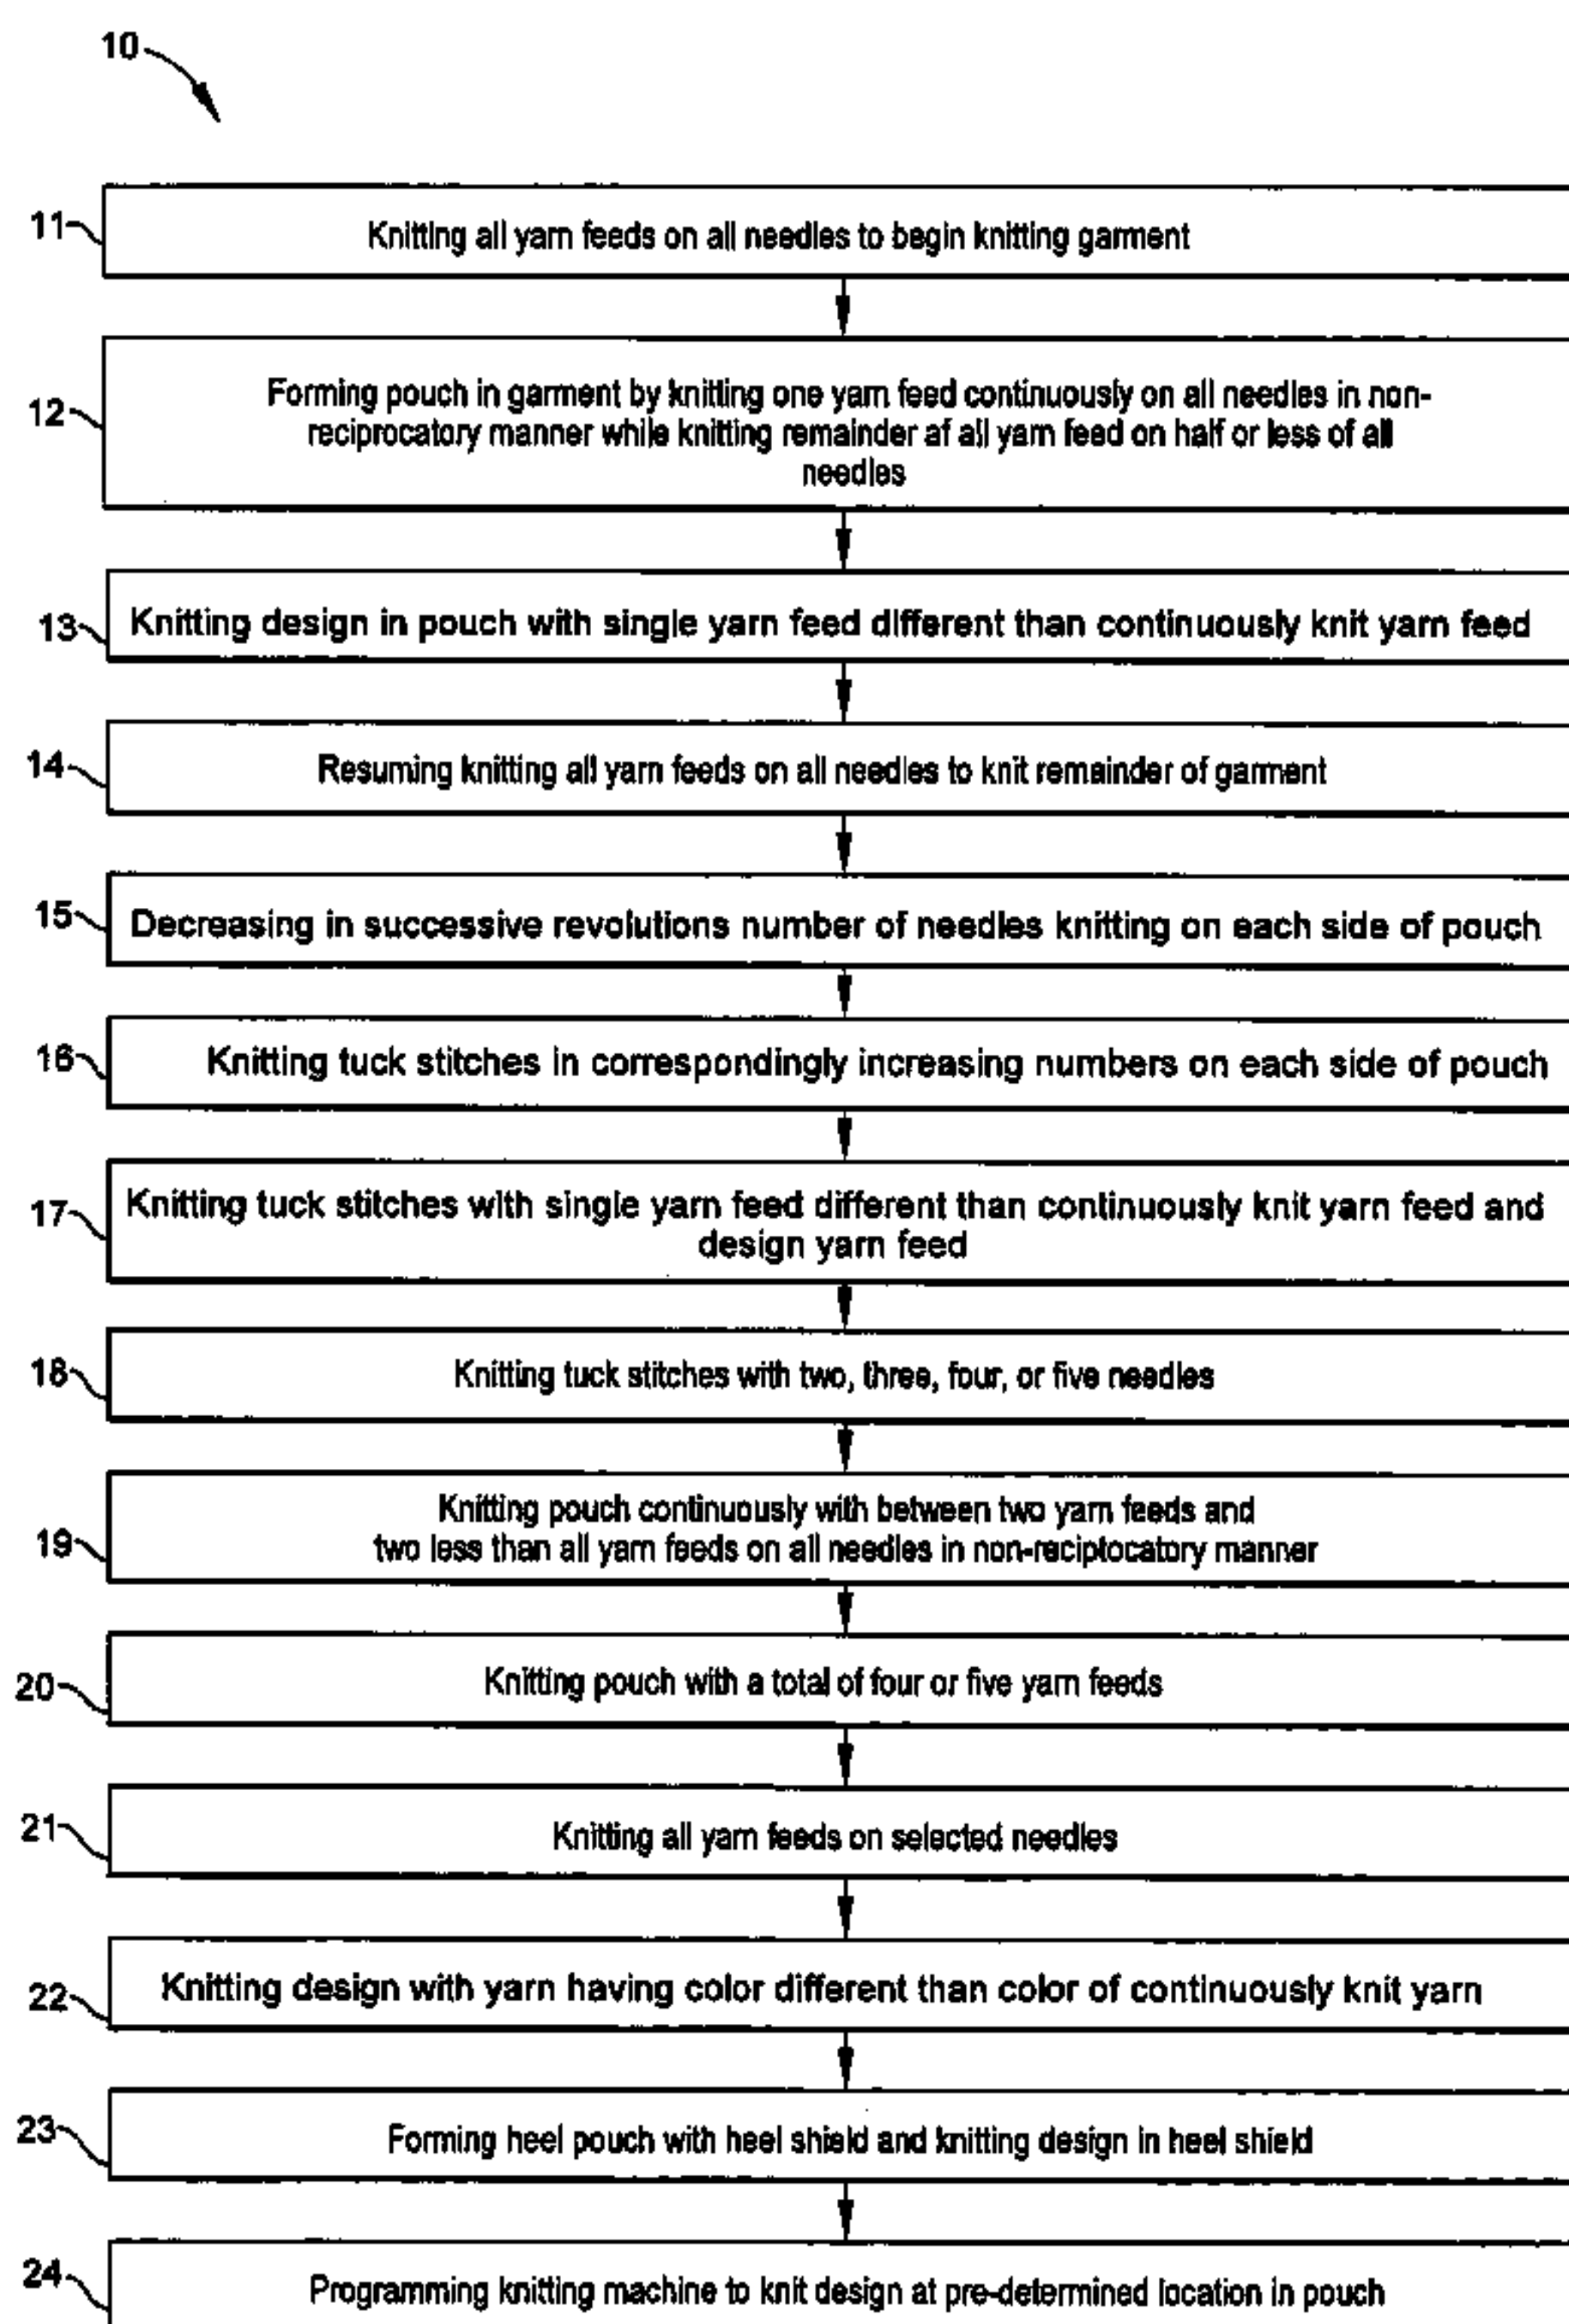 10
11 Knitting all yarn feeds on all needles to begin knitting garment
12 Forming pouch in garment by knitting one yarn feed continuously on all needles in non-
reciprocatory manner while knitting remainder af all yarn feed on half or less of all
needles
13 Knitting design in pouch with single yarn feed different than continuously knit yarn feed
14 Resuming knitting all yarn feeds on all needles to knit remainder of garment
15 Decreasing in successive revolutions number of needles knitting on each side of pouch
16 Knitting tuck stitches in correspondingly increasing numbers on each side of pouch
17 Knitting tuck stitches with single yarn feed different than continuously knit yarn feed and
design yarn feed
18 Knitting tuck stitches with two, three, four, or five needles
19 Knitting pouch continuously with between two yarn feeds and
two less than all yarn feeds on all needles in non-reciptocatory manner
20 Knitting pouch with a total of four or five yarn feeds
21 Knitting all yarn feeds on selected needles
22 Knitting design with yarn having color different than color of continuously knit yarn
23 Forming heel pouch with heel shield and knitting design in heel shield
24 Programming knitting machine to knit design at pre-determined location in pouch